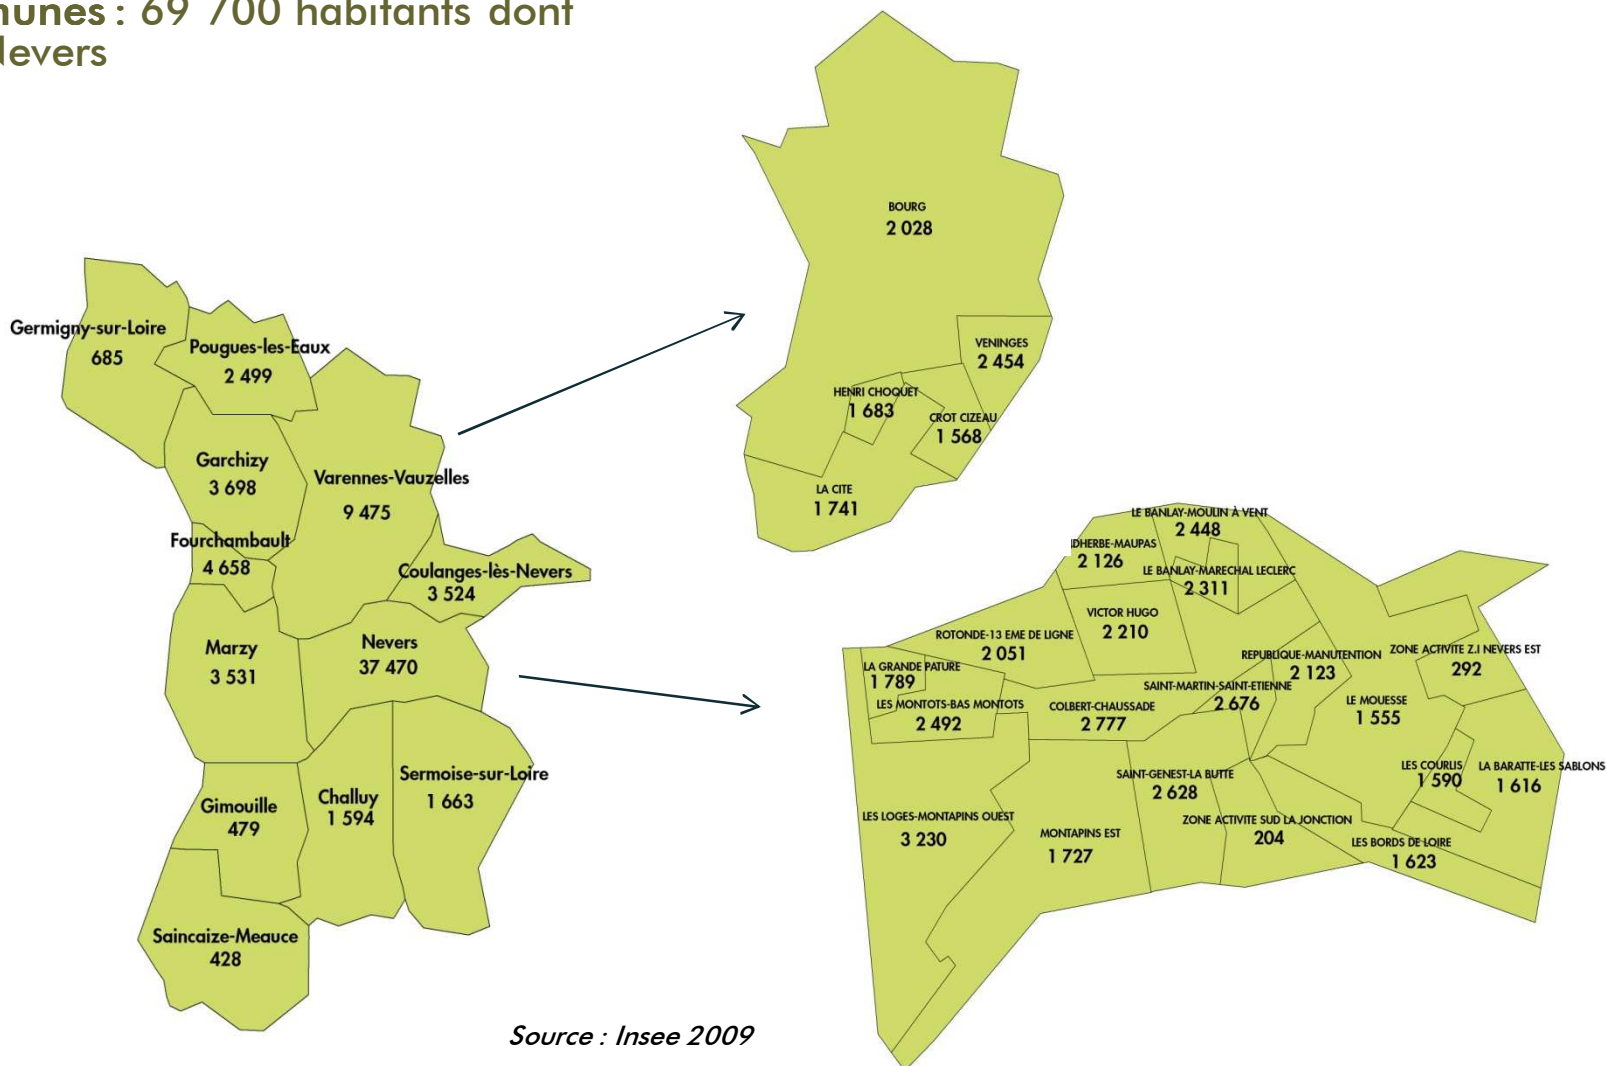 : 69 700 habitants dont
Germigny-sur-Loire
685
Pougues-les-Eaux
2 499
Garchizy
3 698
Varennes-Vauzelles
9 475
Fourchambault
4 658
Coulanges-lès-Nevers
3 524
Marzy
3 531
Nevers
37 470
Sermoise-sur-Loire
1 663
Challuy
1 594
Gimouille
479
Saincaize-Meauce
428
BOURG
2 028
VENINGES
2 454
HENRI CHOQUET
1 683
CROT CIZEAU
1 568
LA CITE
1 741
LE BANLAY-MOULIN À VENT
2 448
DHERBE-MAUPAS
2 126
LE BANLAY-MARECHAL LECLERC
2 311
VICTOR HUGO
2 210
ROTONDE-13 EME DE LIGNE
2 051
REPUBLIQUE-MANUTENTION
2 123
ZONE ACTIVITE Z.I NEVERS EST
292
LA GRANDE PATURE
1 789
SAINT-MARTIN-SAINT-ETIENNE
2 676
LES MONTOTS-BAS MONTOTS
2 492
COLBERT-CHAUSSADE
2 777
LE MOUESSE
1 555
LES COURLIS
1 590
LA BARATTE-LES SABLONS
1 616
SAINT-GENEST-LA BUTTE
2 628
LES LOGES-MONTAPINS OUEST
3 230
MONTAPINS EST
1 727
ZONE ACTIVITE SUD LA JONCTION
204
LES BORDS DE LOIRE
1 623
Source : Insee 2009